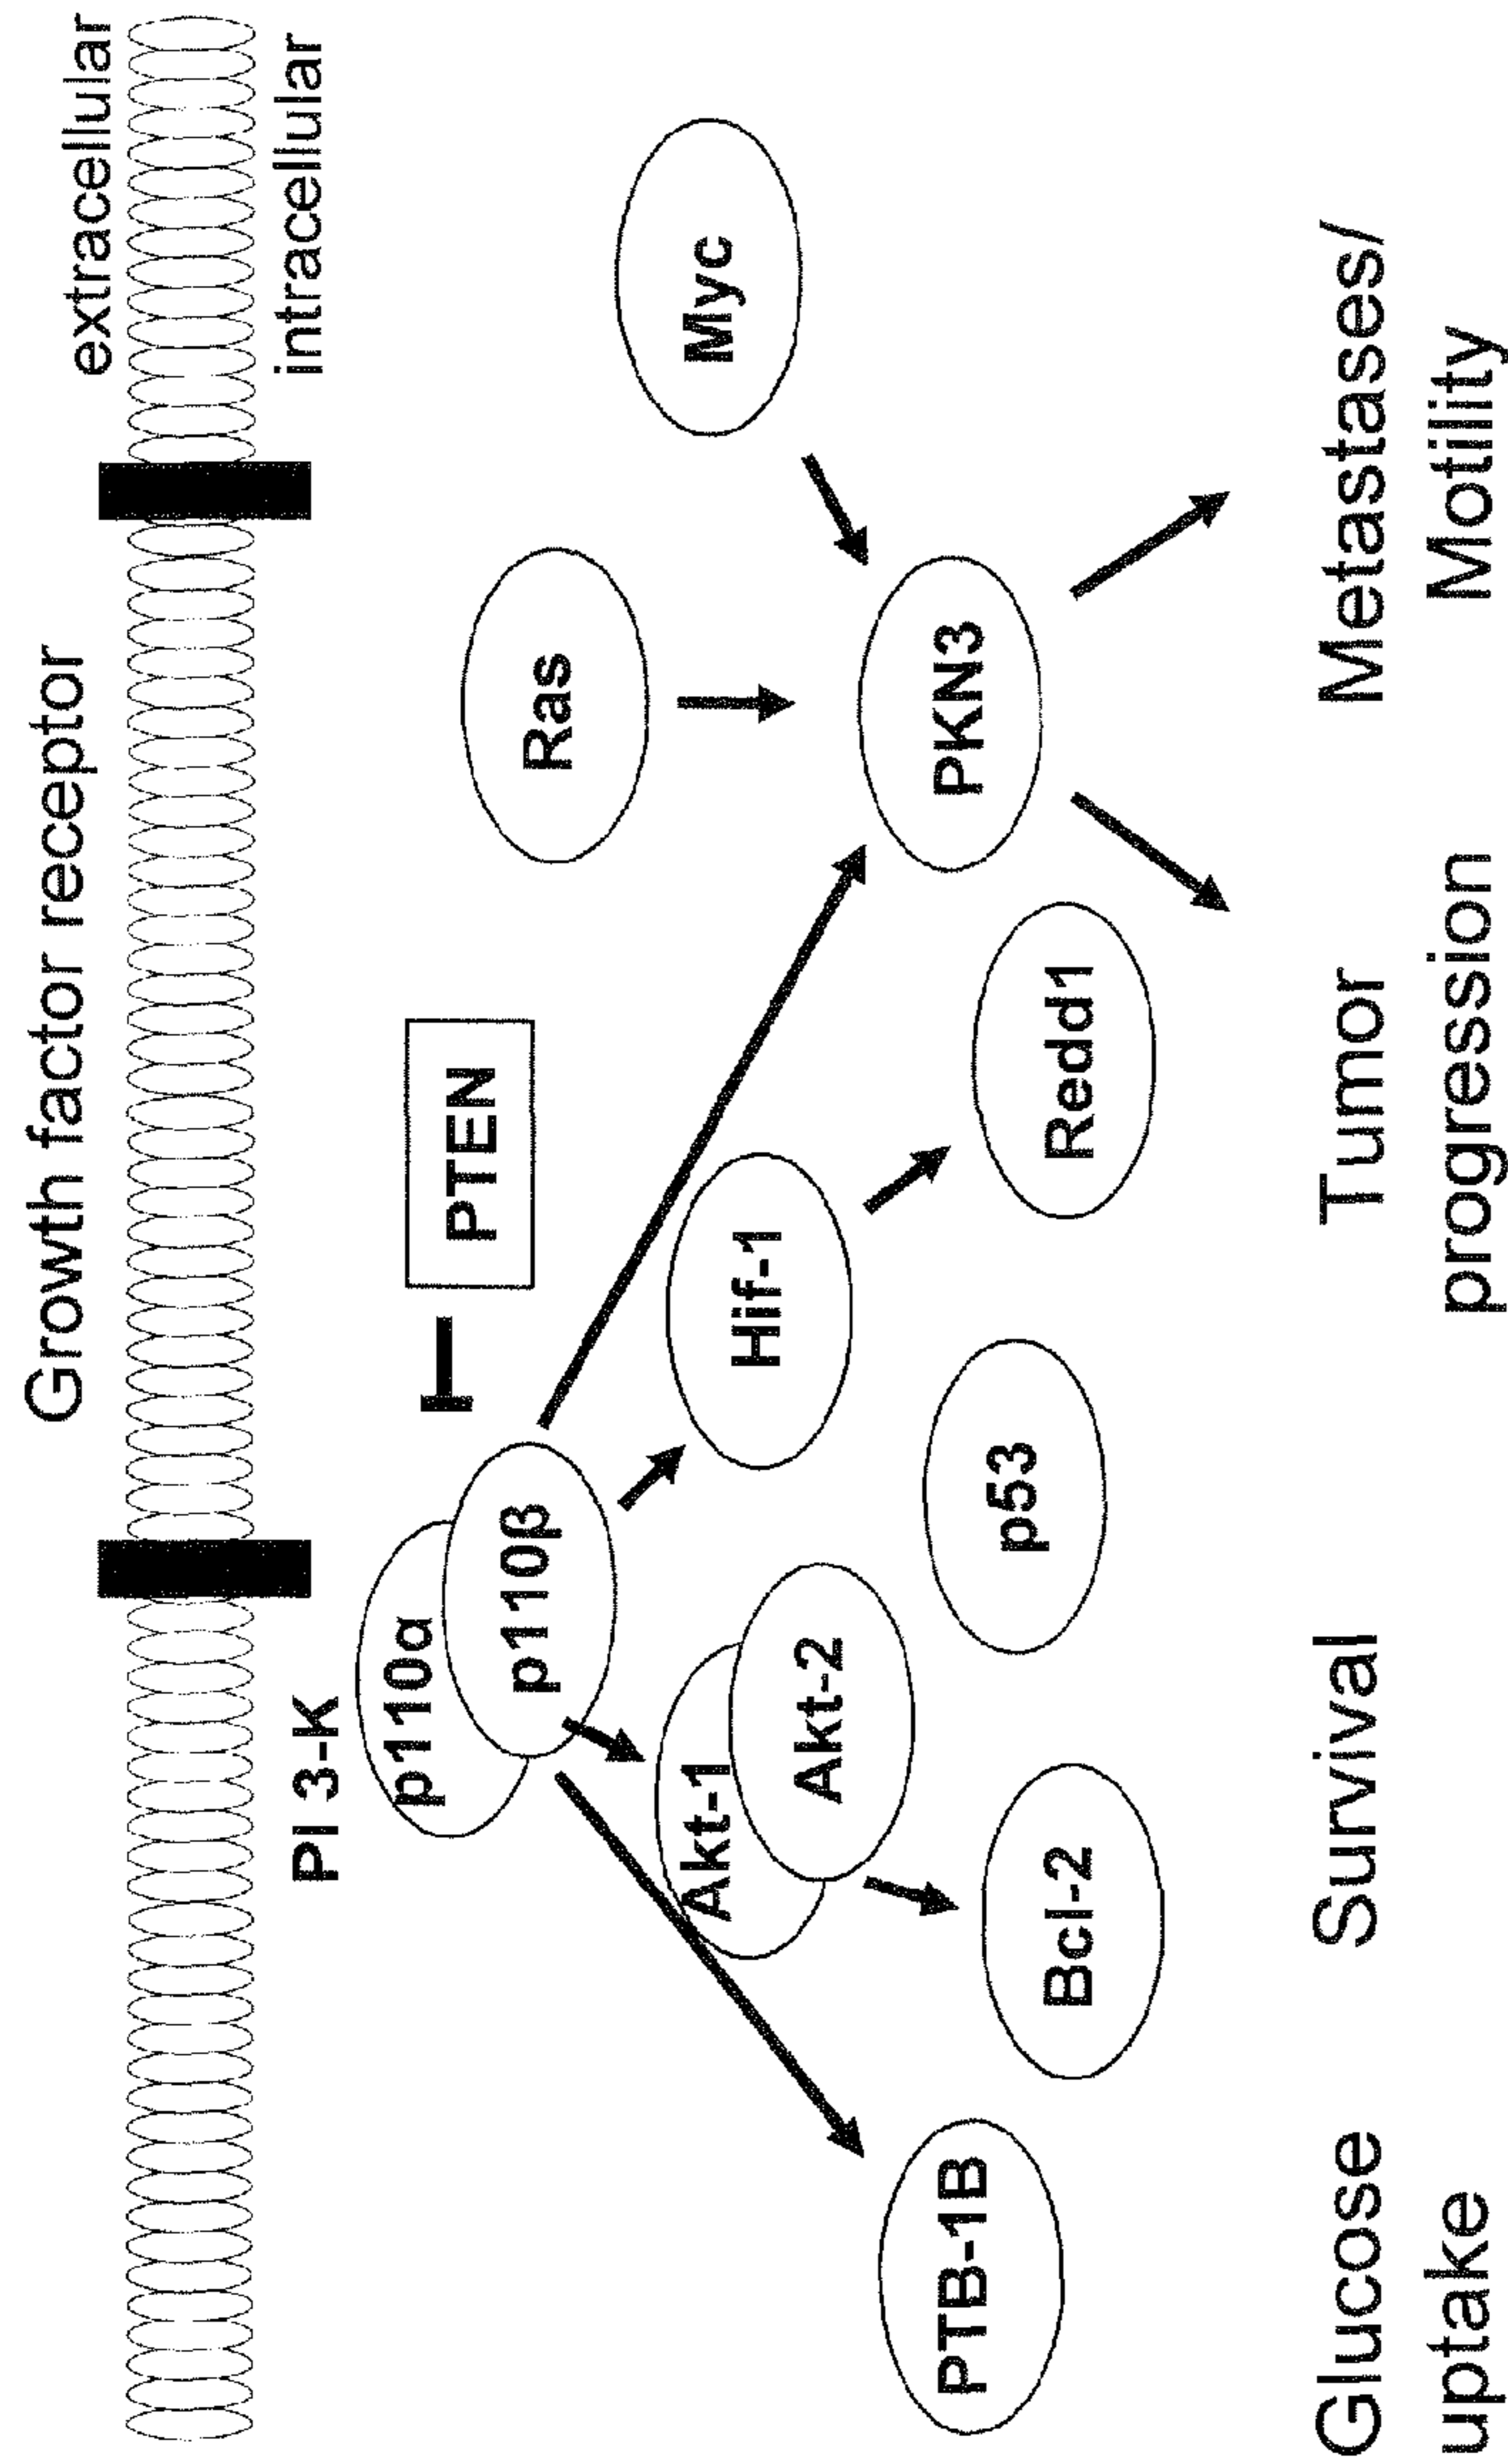 Growth factor receptor
extracellular
intracellular
PI 3-K
p110α
p110β
PTEN
Ras
Myc
Akt-1
Akt-2
Hif-1
PKN3
PTB-1B
Bcl-2
p53
Redd1
Glucose
uptake
Survival
Tumor
progression
Metastases/
Motility